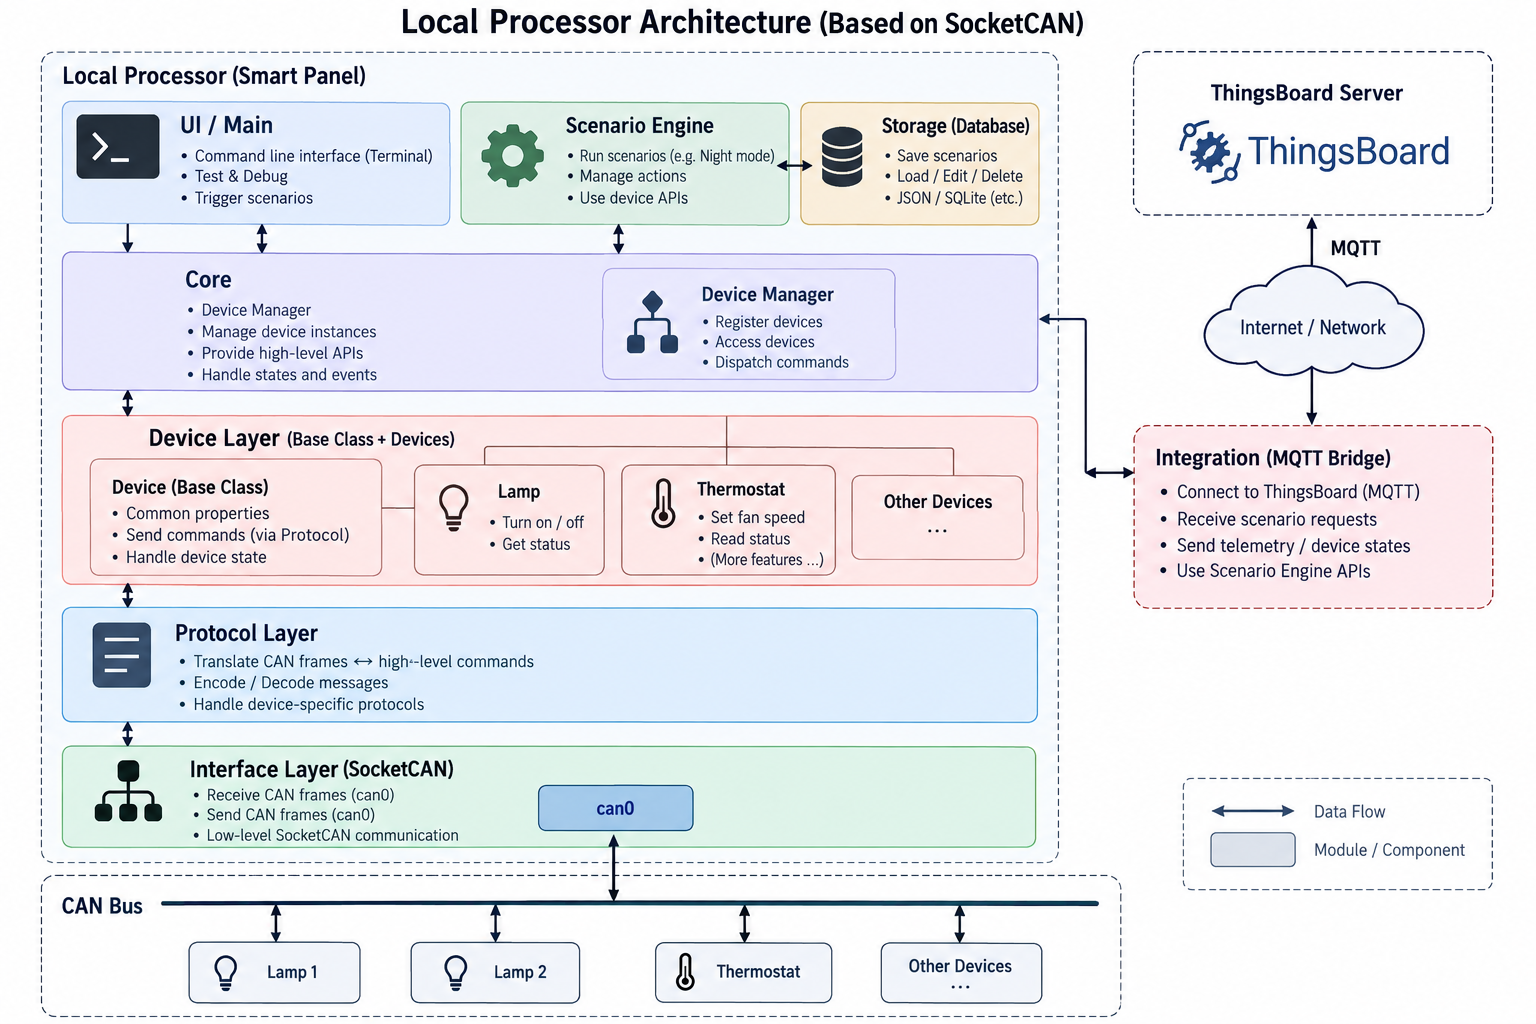 Local Processor Architecture (Based on SocketCAN)
Local Processor (Smart Panel)
UI / Main
• Command line interface (Terminal)
• Test & Debug
• Trigger scenarios
Scenario Engine
• Run scenarios (e.g. Night mode)
• Manage actions
• Use device APIs
Storage (Database)
• Save scenarios
• Load / Edit / Delete
• JSON / SQLite (etc.)
Core
• Device Manager
• Manage device instances
• Provide high-level APIs
• Handle states and events
Device Manager
• Register devices
• Access devices
• Dispatch commands
Device Layer (Base Class + Devices)
Device (Base Class)
• Common properties
• Send commands (via Protocol)
• Handle device state
Lamp
• Turn on / off
• Get status
Thermostat
• Set fan speed
• Read status
• (More features ...)
Other Devices
...
Protocol Layer
• Translate CAN frames ↔ high-level commands
• Encode / Decode messages
• Handle device-specific protocols
Interface Layer (SocketCAN)
• Receive CAN frames (can0)
• Send CAN frames (can0)
• Low-level SocketCAN communication
can0
CAN Bus
Lamp 1
Lamp 2
Thermostat
Other Devices
...
ThingsBoard Server
ThingsBoard
MQTT
Internet / Network
Integration (MQTT Bridge)
• Connect to ThingsBoard (MQTT)
• Receive scenario requests
• Send telemetry / device states
• Use Scenario Engine APIs
Data Flow
Module / Component